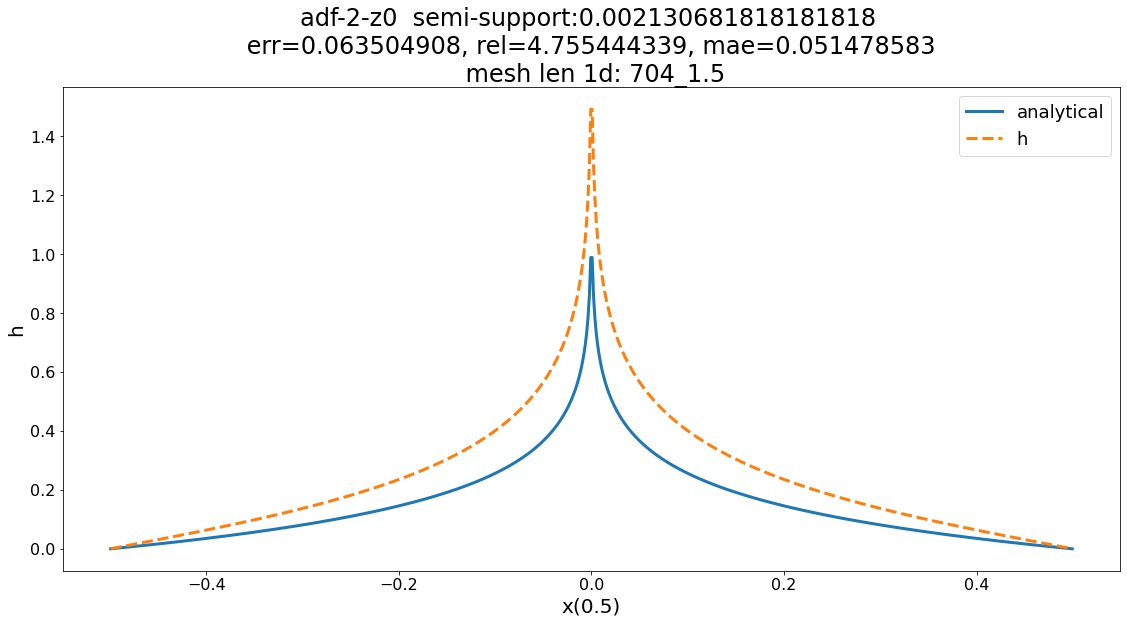 adf-2-z0  semi-support:0.002130681818181818
err=0.063504908, rel=4.755444339, mae=0.051478583
mesh len 1d: 704_1.5
analytical
h
h
1.4
1.2
1.0
0.8
0.6
0.4
0.2
0.0
−0.4
−0.2
0.0
0.2
0.4
x(0.5)